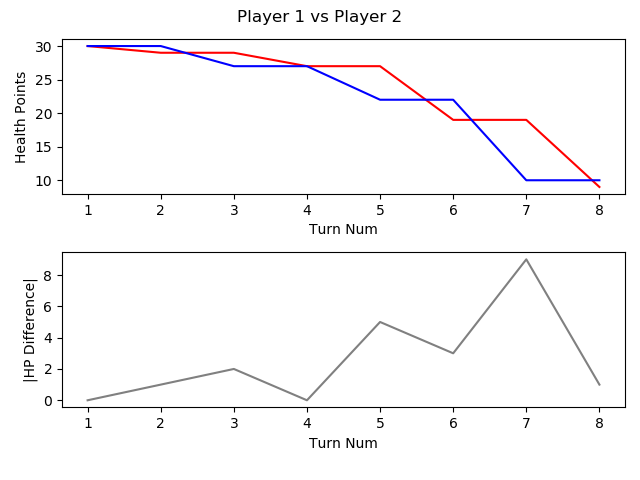 Player 1 vs Player 2
30
25
20
15
10
Health Points
1 2 3 4 5 6 7 8
Turn Num
8
6
4
2
0
|HP Difference|
1 2 3 4 5 6 7 8
Turn Num